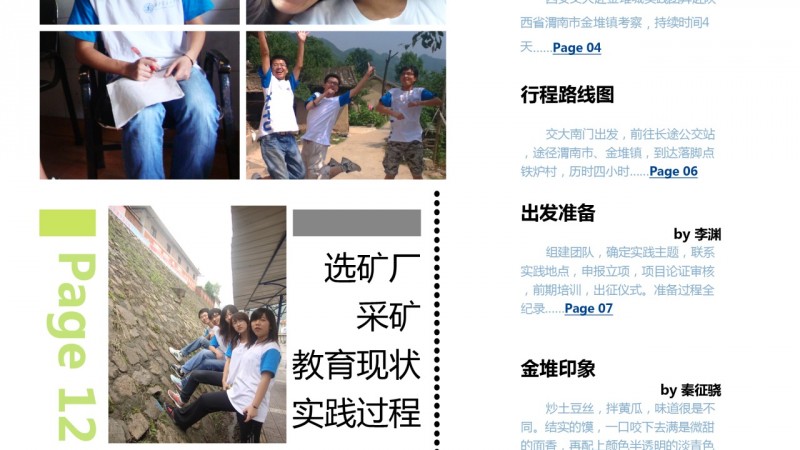 西省渭南市金堆镇考察，持续时间4
天......Page 04
行程路线图
交大南门出发，前往长途公交站
，途径渭南市、金堆镇，到达落脚点
铁炉村，历时四小时......Page 06
出发准备
by 李渊
组建团队，确定实践主题，联系
实践地点，申报立项，项目论证审核
，前期培训，出征仪式。准备过程全
纪录......Page 07
金堆印象
by 秦征骁
炒土豆丝，拌黄瓜，味道很是不
同。结实的馍，一口咬下去满是微甜
的面香，再配上颜色半透明的淡青色
Page 12
选矿厂
采矿
教育现状
实践过程